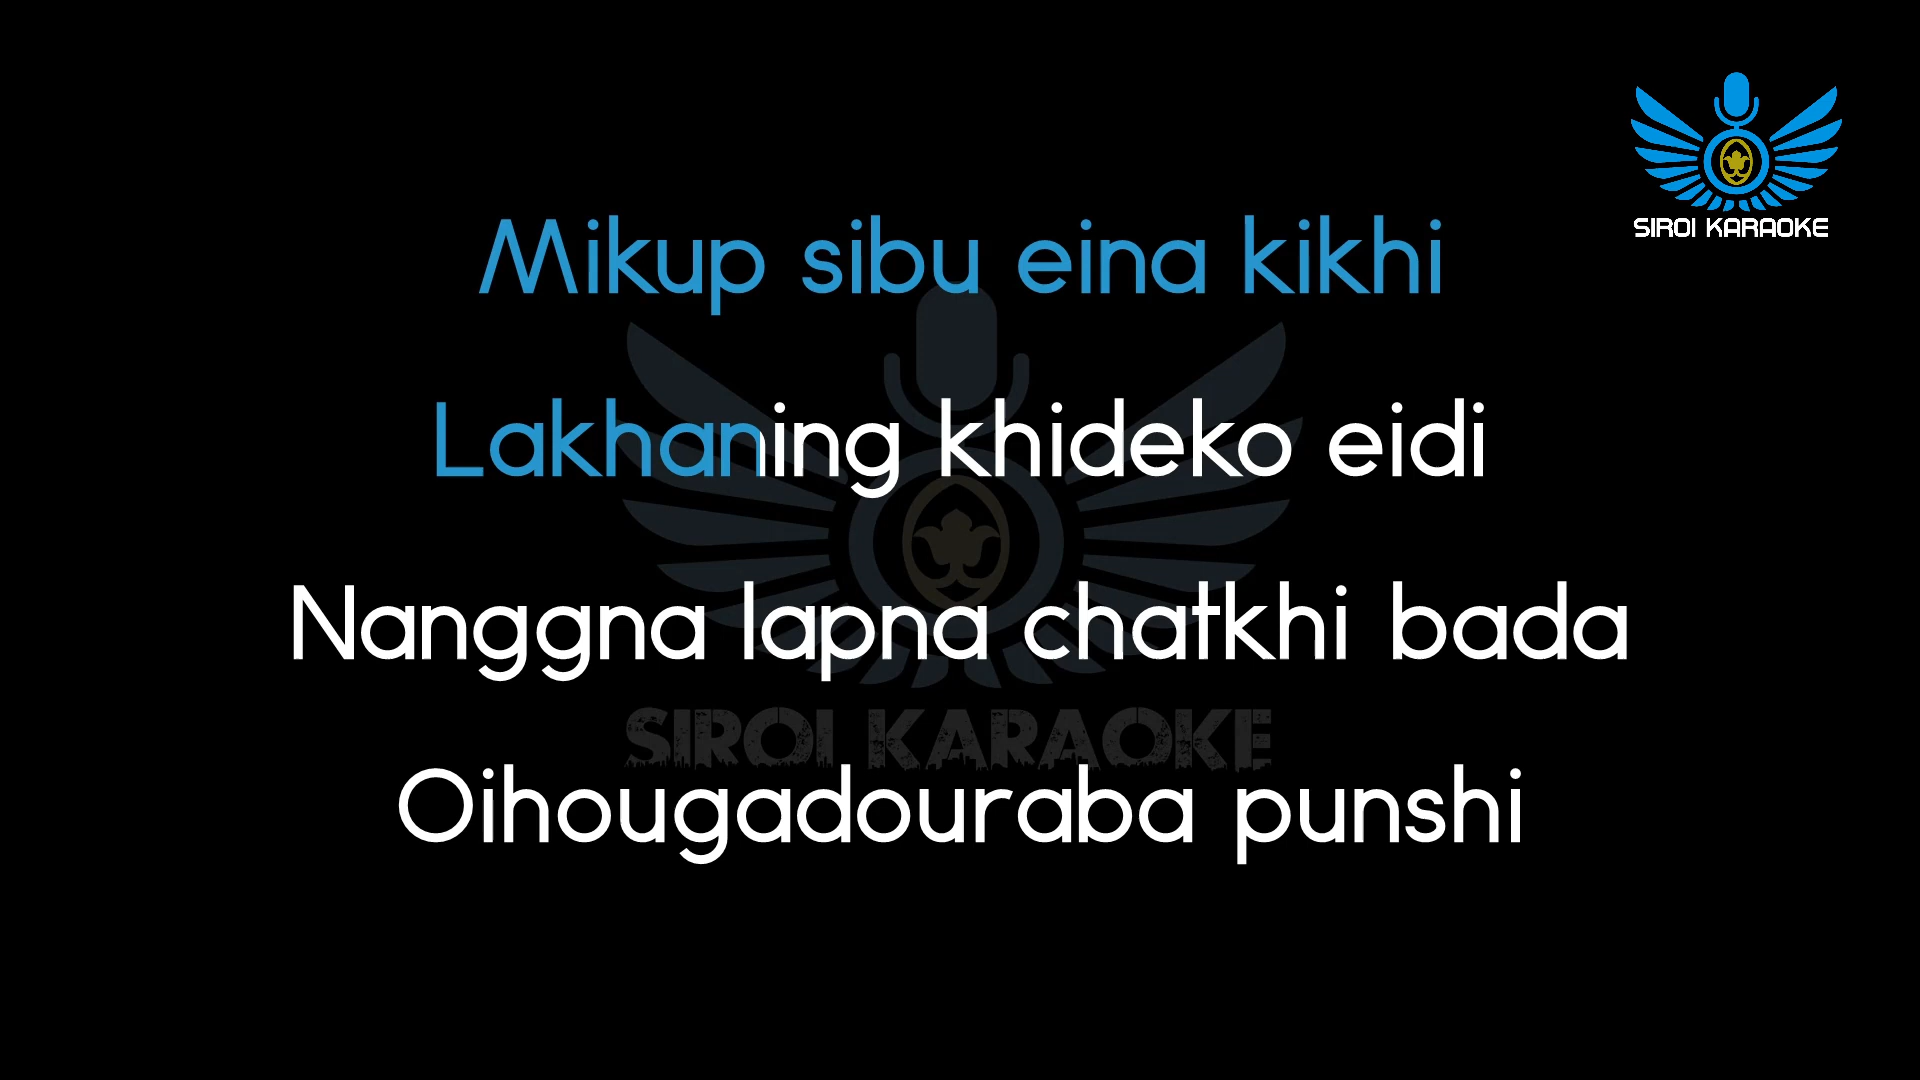 SIROI KARAOKE
Mikup sibu eina kikhi
Lakhaning khideko eidi
Nanggna lapna chatkhi bada
SIROI KARAOKE
Oihougadouraba punshi